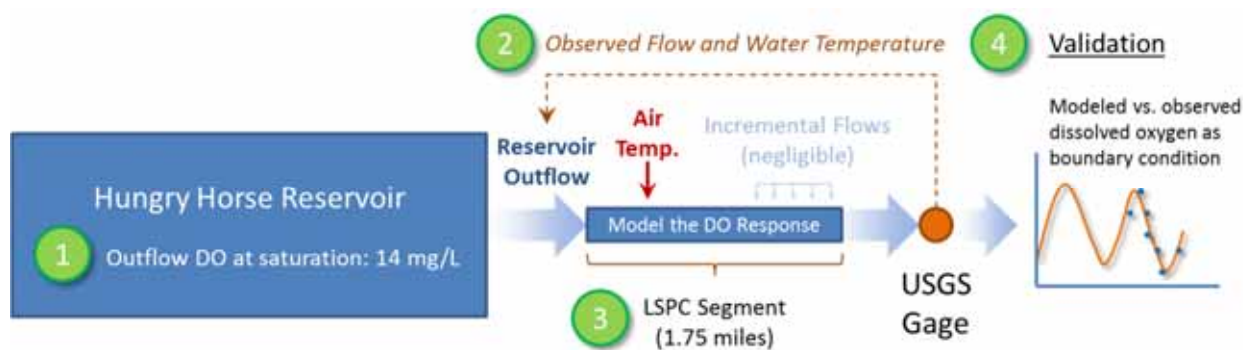 Hungry Horse Reservoir
1
Outflow DO at saturation: 14 mg/L
2
Observed Flow and Water Temperature
Reservoir
Outflow
Air
Temp.
Incremental Flows
(negligible)
Model the DO Response
3
LSPC Segment
(1.75 miles)
USGS
Gage
4
Validation
Modeled vs. observed
dissolved oxygen as
boundary condition